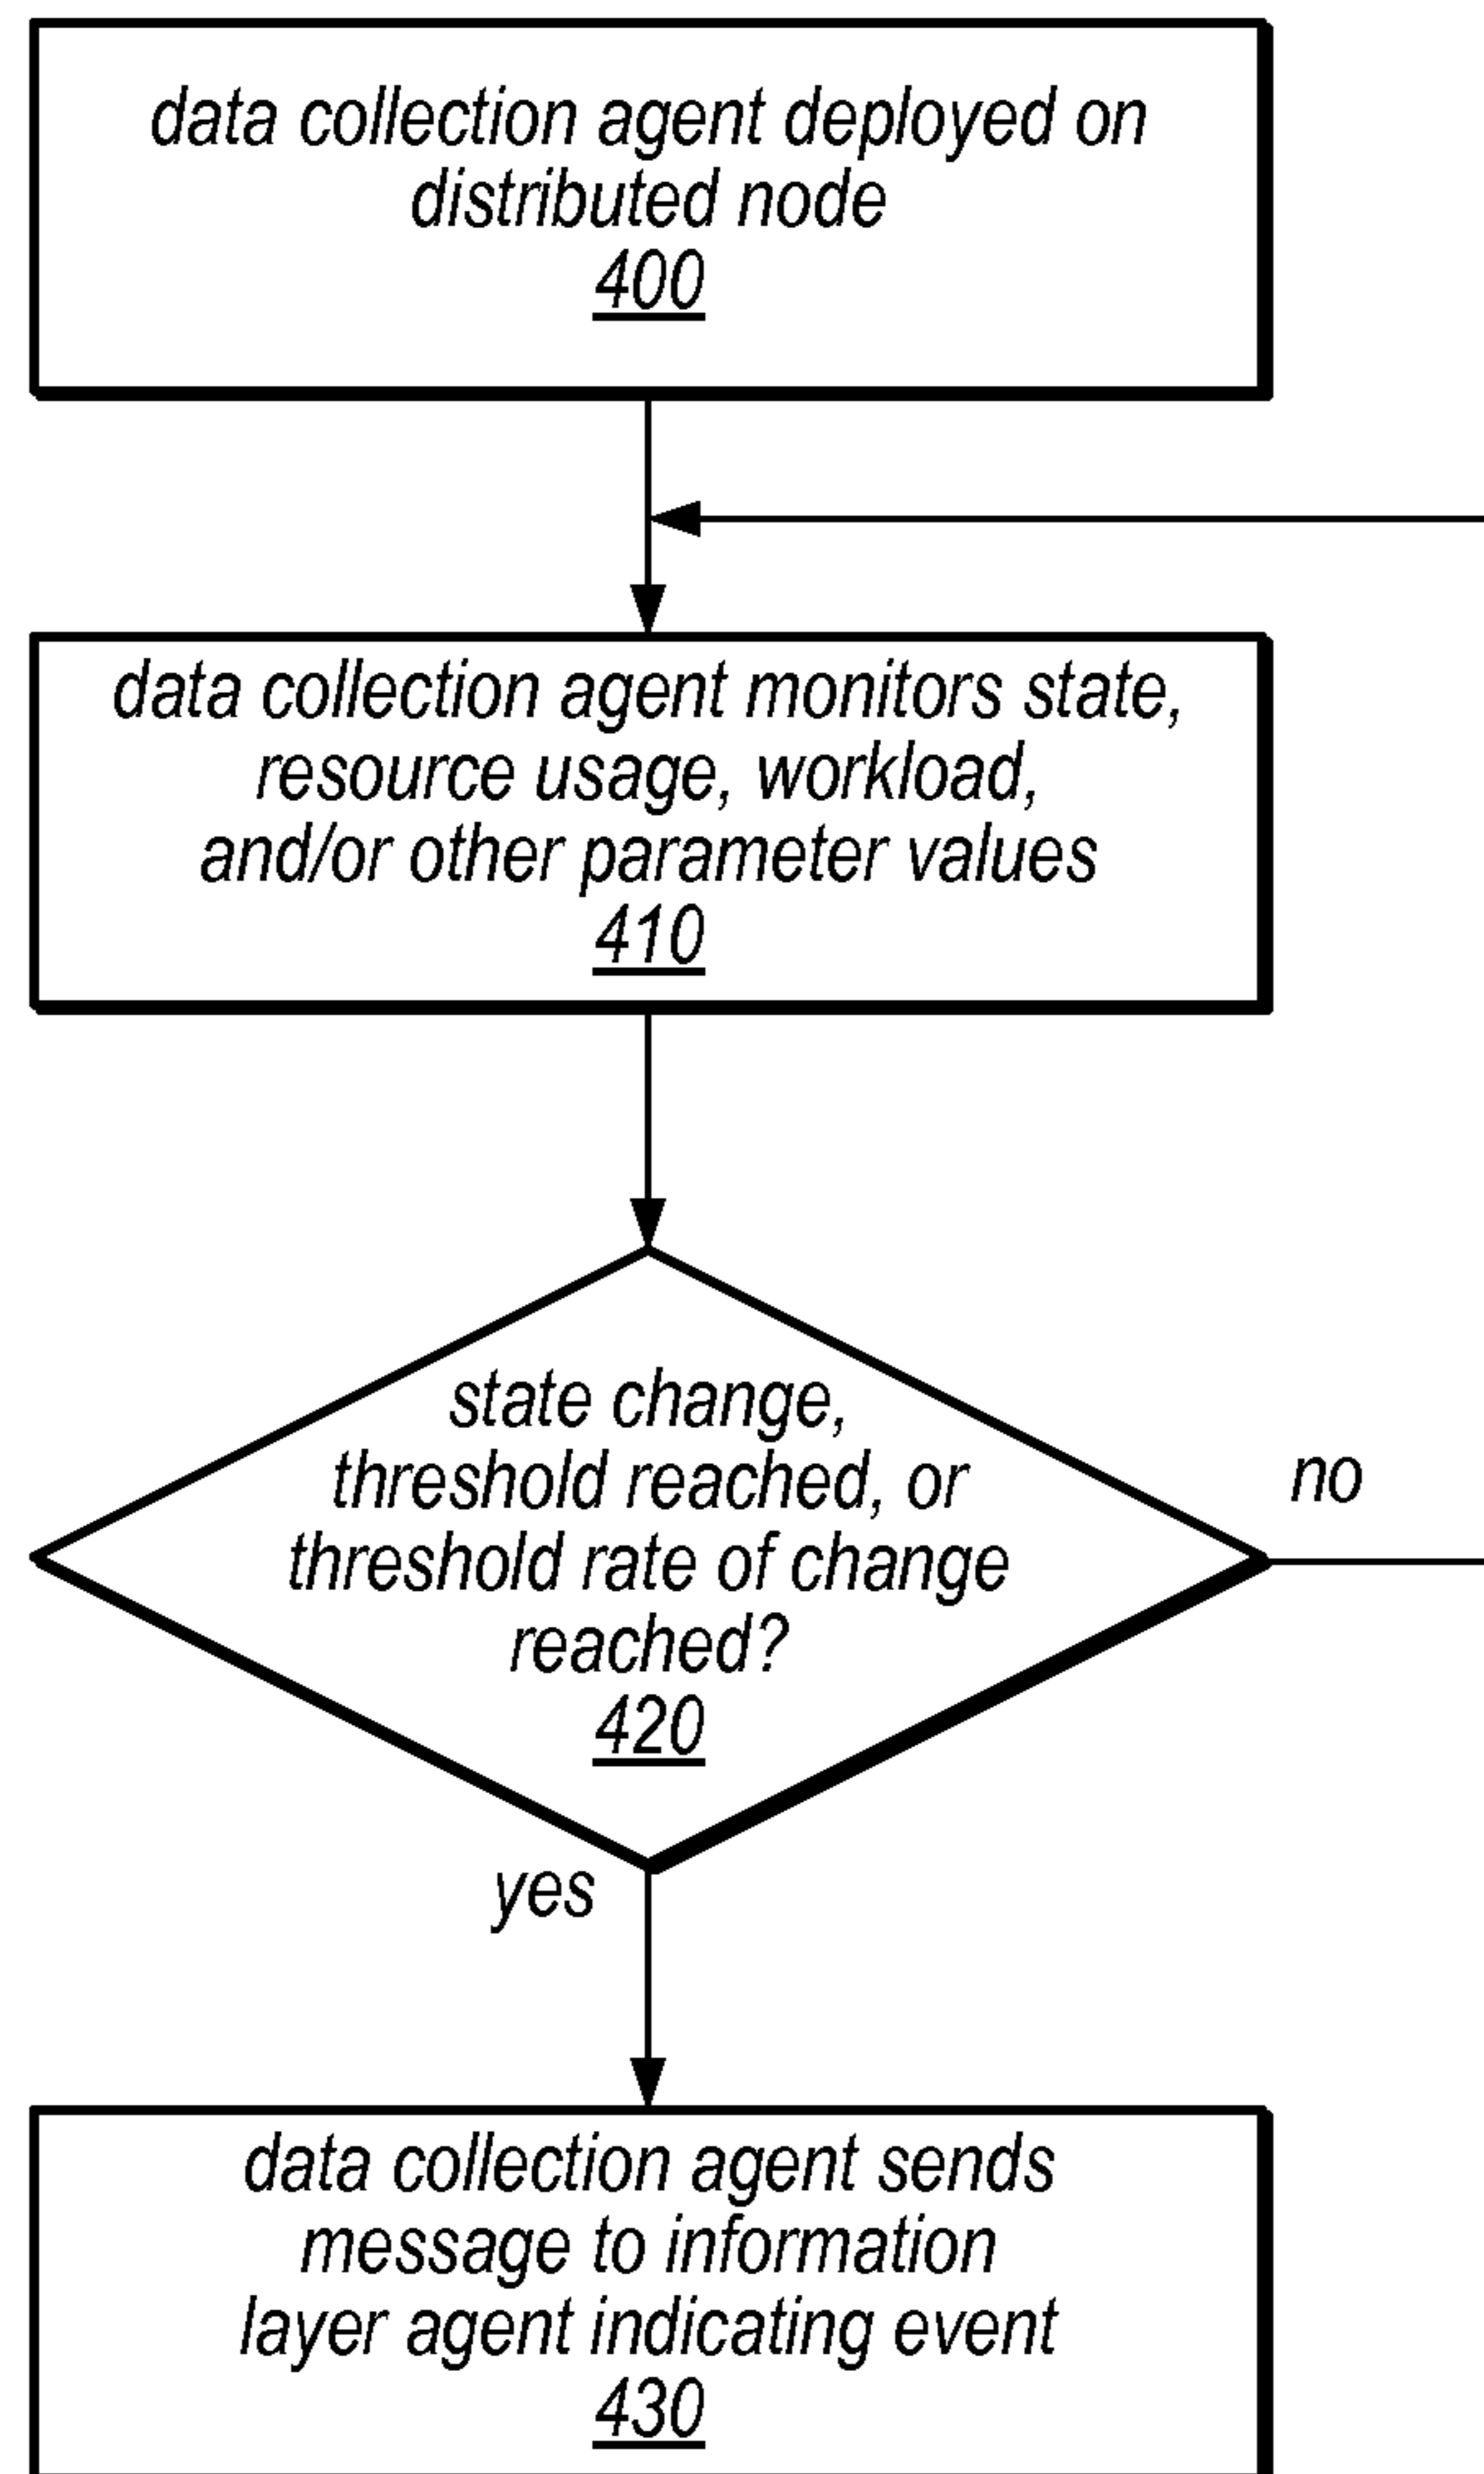 data collection agent deployed on
distributed node
400
data collection agent monitors state,
resource usage, workload,
and/or other parameter values
410
state change,
threshold reached, or
threshold rate of change
reached?
420
no
yes
data collection agent sends
message to information
layer agent indicating event
430